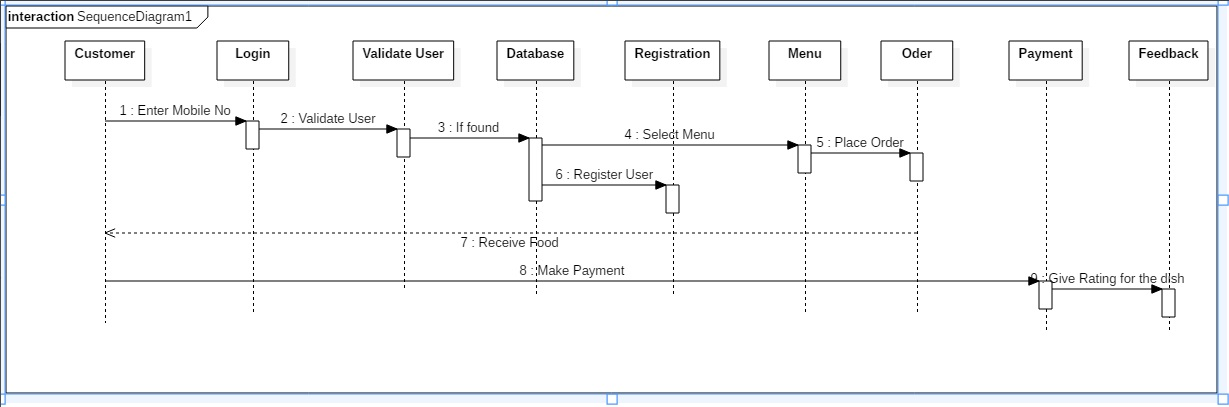 interaction SequenceDiagram1
Customer
Login
Validate User
Database
Registration
Menu
Oder
Payment
Feedback
1 : Enter Mobile No
2 : Validate User
3 : If found
4 : Select Menu
5 : Place Order
6 : Register User
7 : Receive Food
8 : Make Payment
9 : Give Rating for the dish